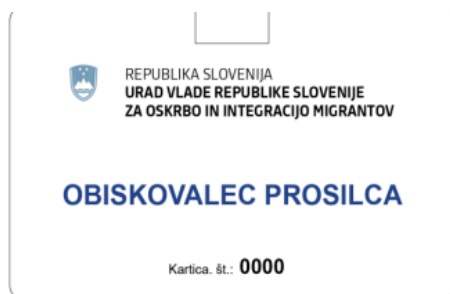 REPUBLIKA SLOVENIJA
URAD VLADE REPUBLIKE SLOVENIJE
ZA OSKRBO IN INTEGRACIJO MIGRANTOV
OBISKOVALEC PROSILCA
Kartica. št.: 0000